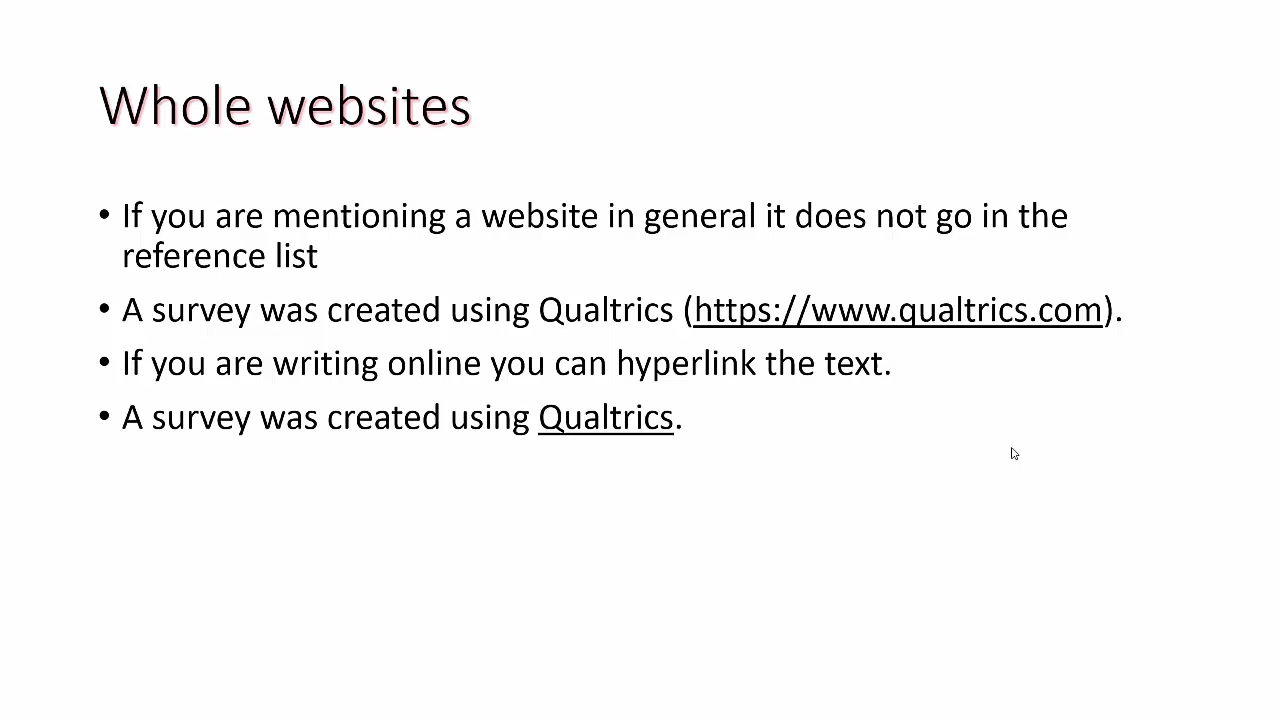 Whole websites
• If you are mentioning a website in general it does not go in the
reference list
• A survey was created using Qualtrics (https://www.qualtrics.com).
• If you are writing online you can hyperlink the text.
• A survey was created using Qualtrics.